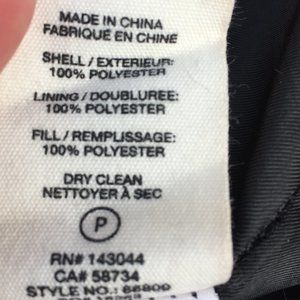 MADE IN CHINA
FABRIQUÉ EN CHINE
SHELL / EXTERIEUR:
100% POLYESTER
LINING / DOUBLUREE:
100% POLYESTER
FILL / REMPLISSAGE:
100% POLYESTER
DRY CLEAN
NETTOYER À SEC
P
RN# 143044
CA# 58734
STYLE NO.: